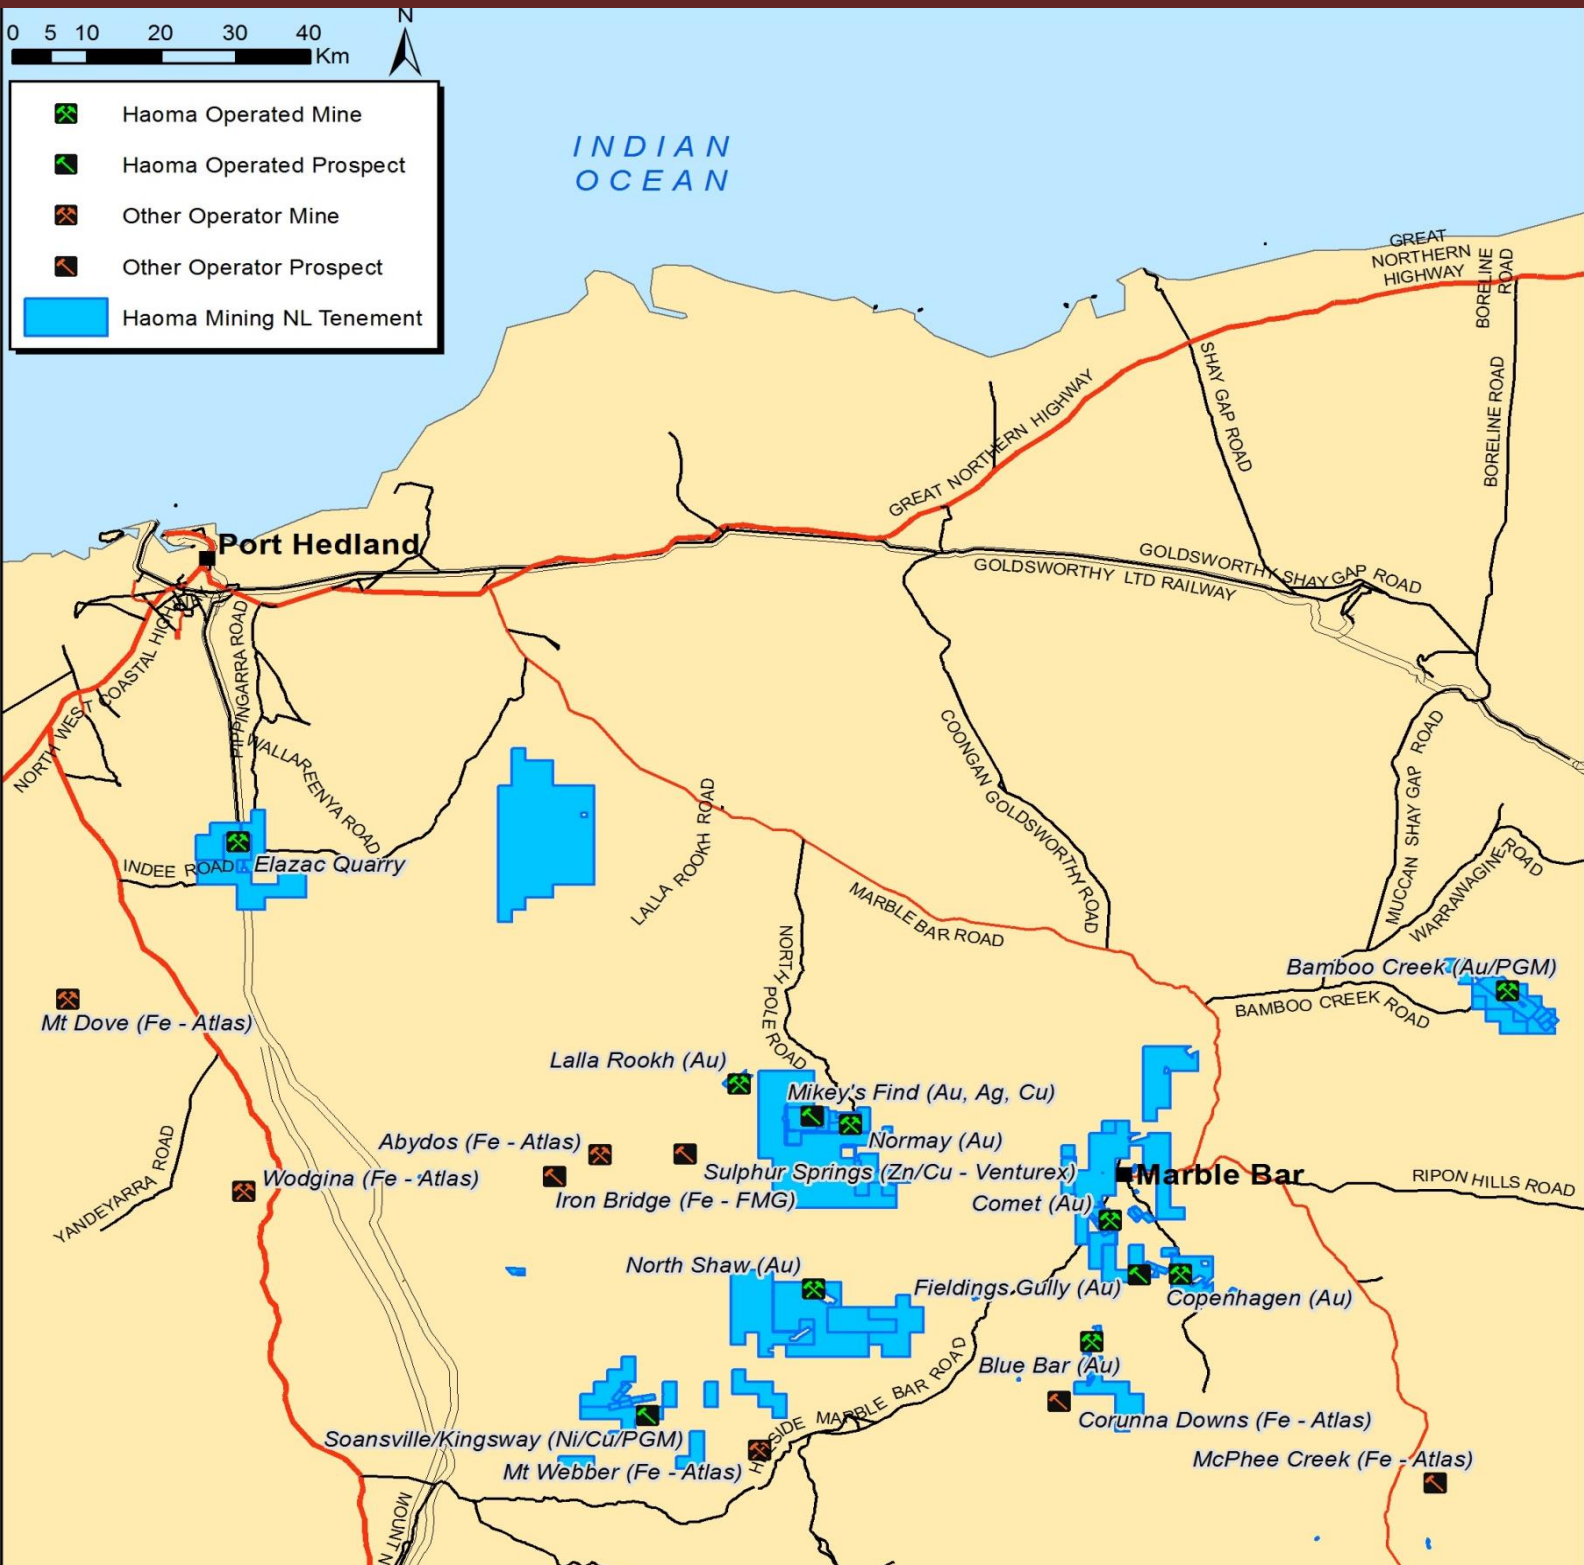 N
0 5 10 20 30 40
Km
Haoma Operated Mine
Haoma Operated Prospect
Other Operator Mine
Other Operator Prospect
Haoma Mining NL Tenement
INDIAN
OCEAN
GREAT
NORTHERN
HIGHWAY
BORELINE
ROAD
SHAY GAP ROAD
BORELINE ROAD
GREAT NORTHERN HIGHWAY
Port Hedland
GOLDSWORTHY SHAY GAP ROAD
GOLDSWORTHY LTD RAILWAY
NORTH WEST COASTAL HIGHWAY
PIPPINGARRA ROAD
WALLAREENYA ROAD
COONGAN GOLDSWORTHY ROAD
MUCCAN SHAY GAP ROAD
WARRAWAGINE ROAD
LALLA ROOKH ROAD
INDEE ROAD
Elazac Quarry
MARBLE BAR ROAD
NORTH POLE ROAD
Bamboo Creek (Au/PGM)
BAMBOO CREEK ROAD
Mt Dove (Fe - Atlas)
Lalla Rookh (Au)
Mikey's Find (Au, Ag, Cu)
Abydos (Fe - Atlas)
Normay (Au)
YANDEYARRA ROAD
Wodgina (Fe - Atlas)
Sulphur Springs (Zn/Cu - Venturex)
Marble Bar
RIPON HILLS ROAD
Iron Bridge (Fe - FMG)
Comet (Au)
North Shaw (Au)
Fieldings Gully (Au)
Copenhagen (Au)
Blue Bar (Au)
HILLSIDE MARBLE BAR ROAD
Corunna Downs (Fe - Atlas)
Soansville/Kingsway (Ni/Cu/PGM)
McPhee Creek (Fe - Atlas)
Mt Webber (Fe - Atlas)
MOUNT N